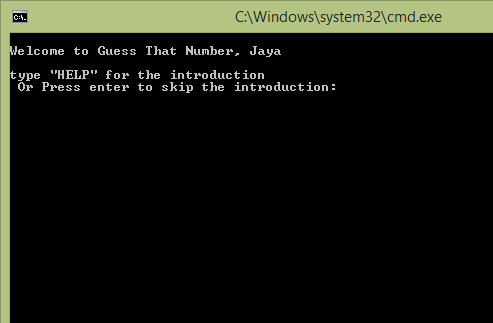 C:\Windows\system32\cmd.exe
Welcome to Guess That Number, Jaya
type "HELP" for the introduction
Or Press enter to skip the introduction: